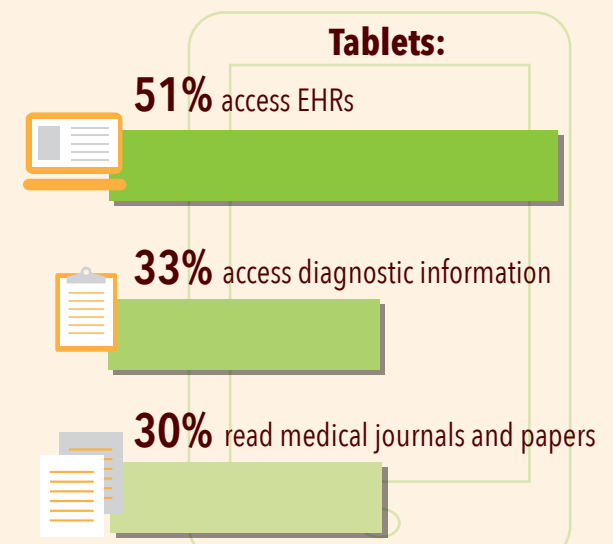 Tablets:
51% access EHRs
33% access diagnostic information
30% read medical journals and papers